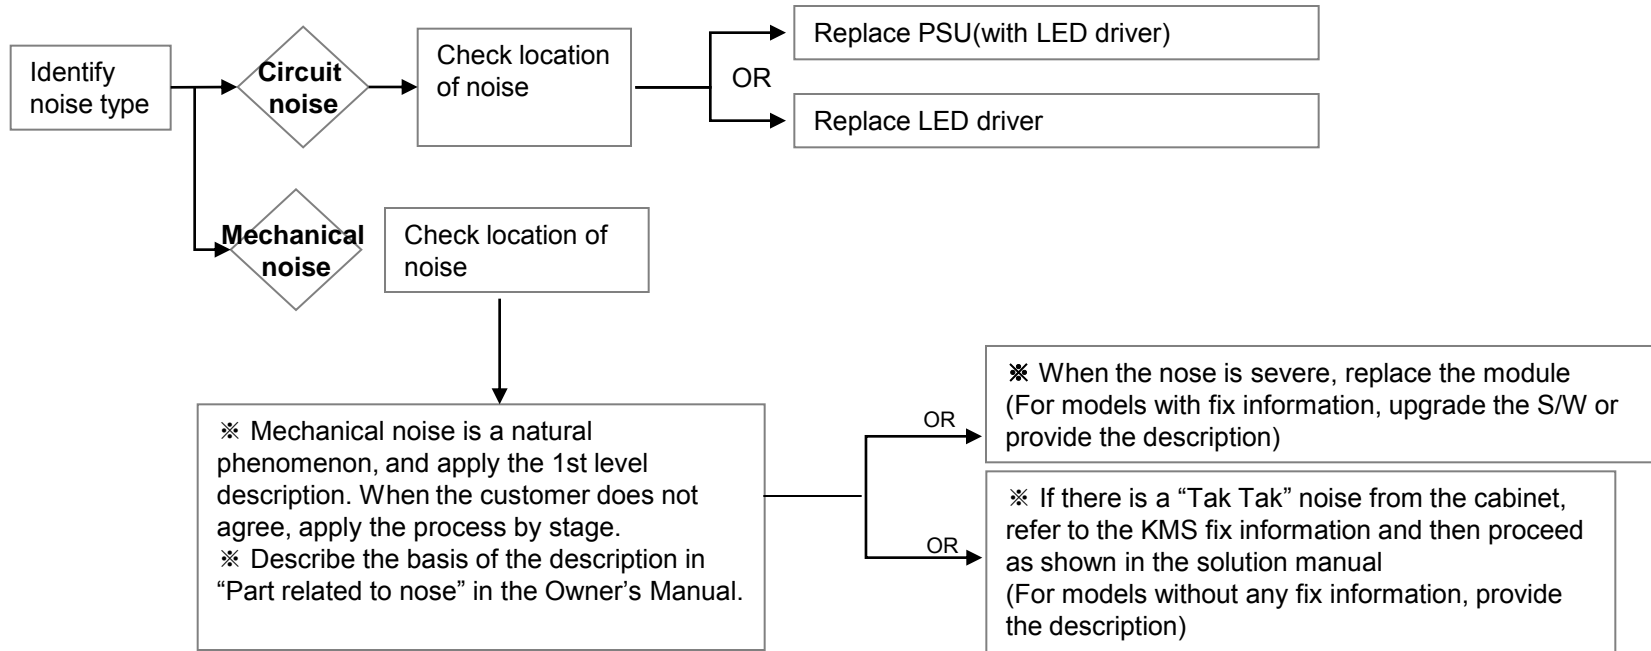 Identify
noise type
Circuit
noise
Check location
of noise
OR
Replace PSU(with LED driver)
Replace LED driver
Mechanical
noise
Check location of
noise
※ Mechanical noise is a natural
phenomenon, and apply the 1st level
description. When the customer does not
agree, apply the process by stage.
※ Describe the basis of the description in
“Part related to nose” in the Owner’s Manual.
OR
※ When the nose is severe, replace the module
(For models with fix information, upgrade the S/W or
provide the description)
OR
※ If there is a “Tak Tak” noise from the cabinet,
refer to the KMS fix information and then proceed
as shown in the solution manual
(For models without any fix information, provide
the description)